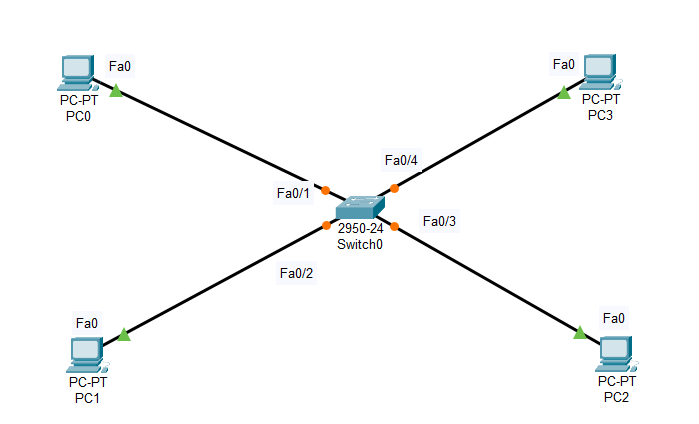 Fa0
PC-PT
PC0
Fa0
PC-PT
PC3
Fa0/4
Fa0/1
Fa0/3
2950-24
Switch0
Fa0/2
Fa0
PC-PT
PC1
Fa0
PC-PT
PC2